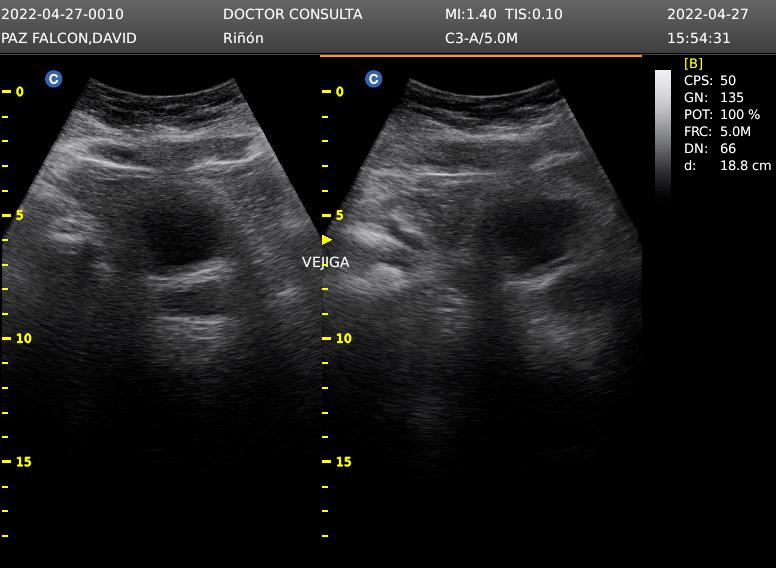 2022-04-27-0010 DOCTOR CONSULTA MI:1.40 TIS:0.10 2022-04-27
PAZ FALCON,DAVID Riñón C3-A/5.0M 15:54:31
[B]
CPS: 50
GN: 135
POT: 100 %
FRC: 5.0M
DN: 66
d: 18.8 cm
C C
0 0
5 5
VEJIGA
10 10
15 15